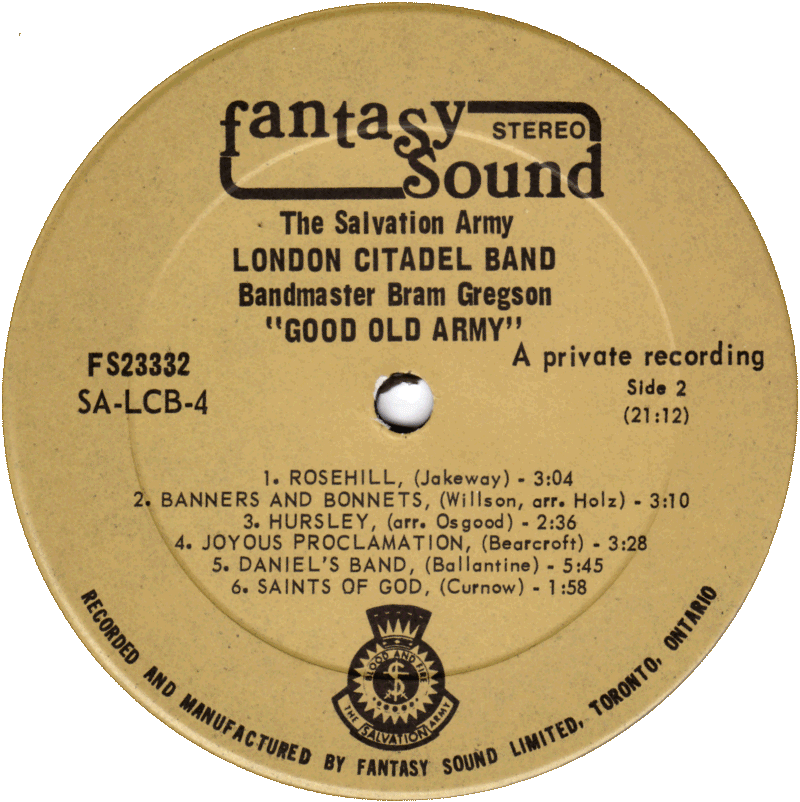 fantasy
STEREO
Sound
The Salvation Army
LONDON CITADEL BAND
Bandmaster Bram Gregson
"GOOD OLD ARMY"
FS23332
SA-LCB-4
A private recording
Side 2
(21:12)
1. ROSEHILL, (Jakeway) - 3:04
2. BANNERS AND BONNETS, (Willson, arr. Holz) - 3:10
3. HURSLEY, (arr. Osgood) - 2:36
4. JOYOUS PROCLAMATION, (Bearcroft) - 3:28
5. DANIEL'S BAND, (Ballantine) - 5:45
6. SAINTS OF GOD, (Curnow) - 1:58
BLOOD AND FIRE
S
THE SALVATION ARMY
RECORDED AND MANUFACTURED BY FANTASY SOUND LIMITED, TORONTO, ONTARIO